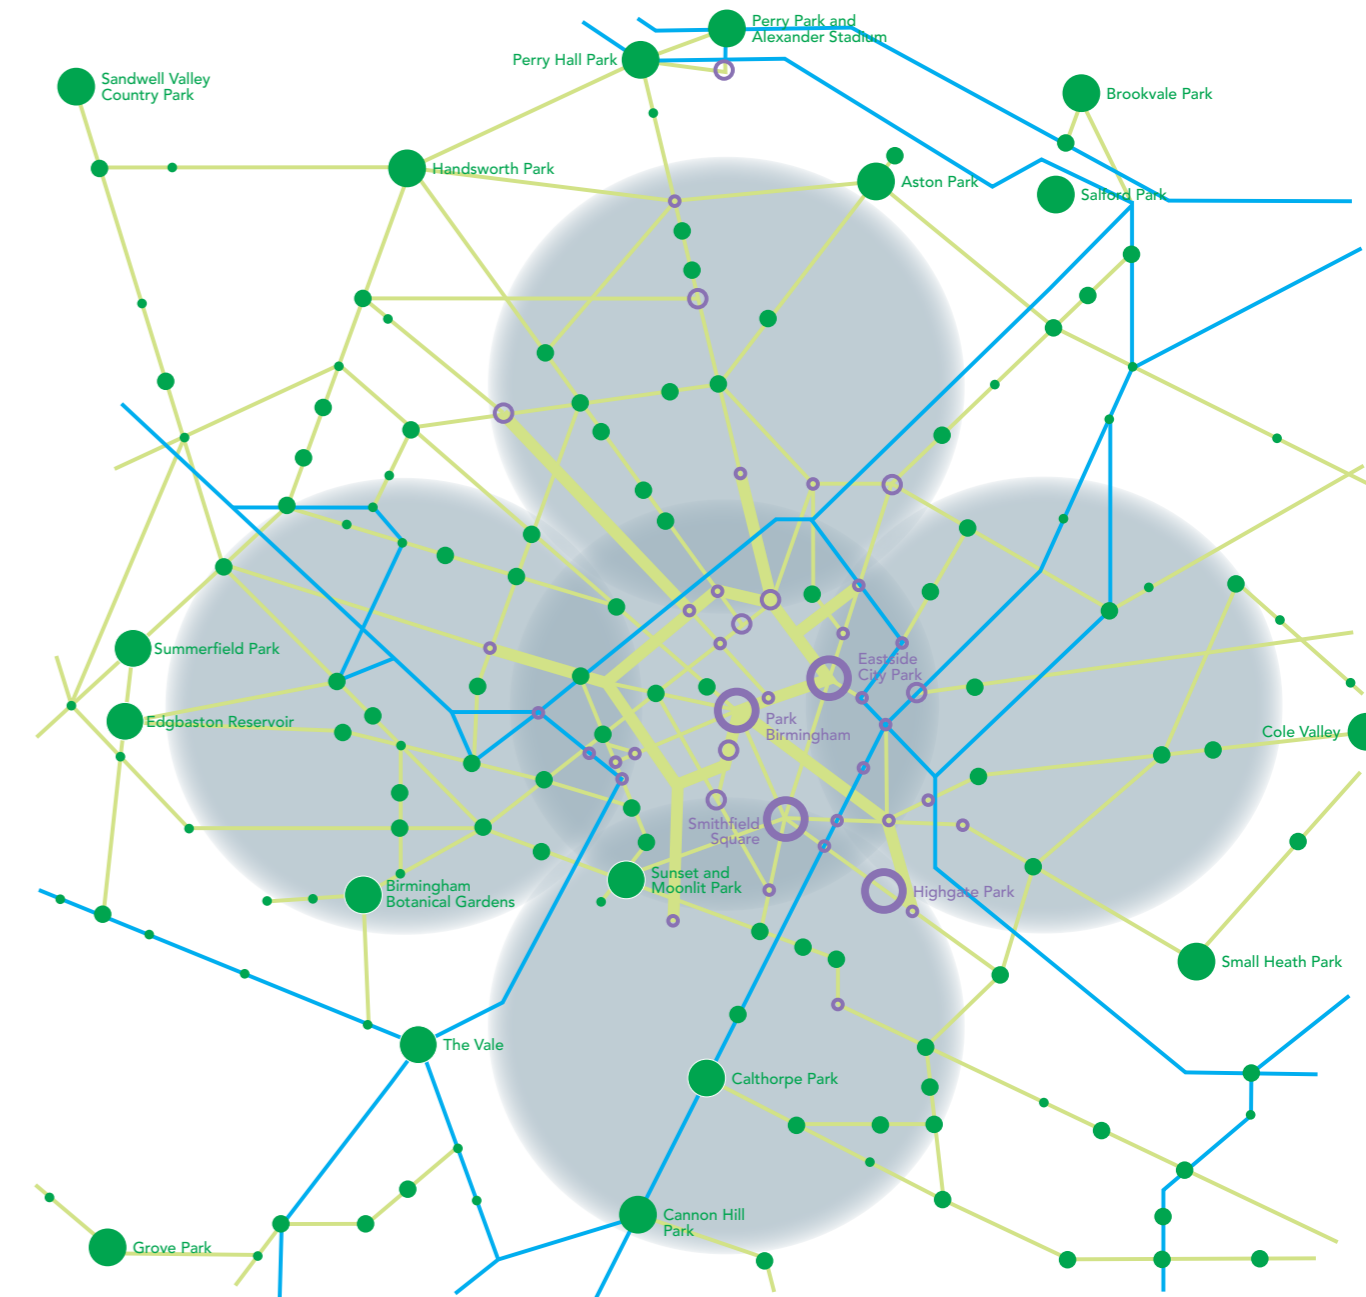 Perry Park and
Alexander Stadium
Perry Hall Park
Sandwell Valley
Country Park
Brookvale Park
Handsworth Park
Aston Park
Salford Park
Summerfield Park
Eastside
City Park
Edgbaston Reservoir
Park
Birmingham
Cole Valley
Smithfield
Square
Sunset and
Moonlit Park
Birmingham
Botanical Gardens
Highgate Park
Small Heath Park
The Vale
Calthorpe Park
Cannon Hill
Park
Grove Park